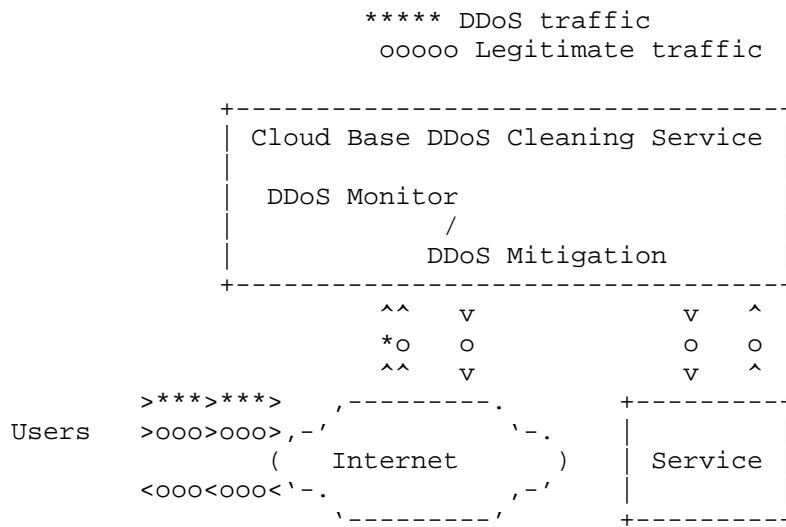 ***** DDoS traffic
ooooo Legitimate traffic
+-----------------------------------
| Cloud Base DDoS Cleaning Service |
| |
| DDoS Monitor |
| / |
| DDoS Mitigation |
+-----------------------------------
^^ v v ^
*o o o o
^^ v v ^
>***>***> ,---------. +----------
Users >ooo>ooo>,-' '-. | |
( Internet ) | Service |
<ooo<ooo<'-. ,-' | |
'---------' +----------